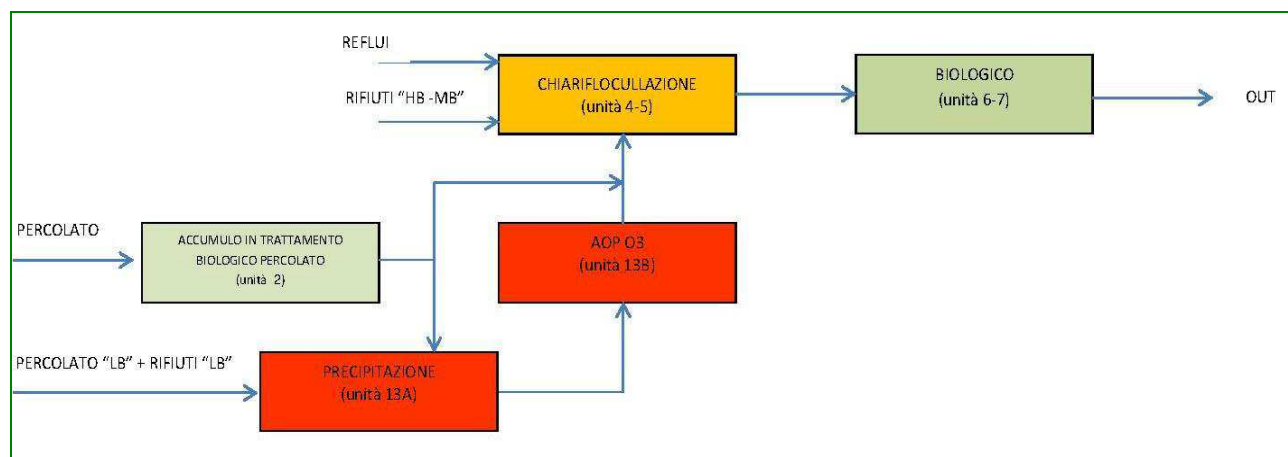 REFLUI
RIFIUTI "HB -MB"
CHIARIFLOCULLAZIONE
(unità 4-5)
BIOLOGICO
(unità 6-7)
OUT
PERCOLATO
ACCUMULO IN TRATTAMENTO
BIOLOGICO PERCOLATO
(unità 2)
AOP O3
(unità 13B)
PERCOLATO "LB" + RIFIUTI "LB"
PRECIPITAZIONE
(unità 13A)